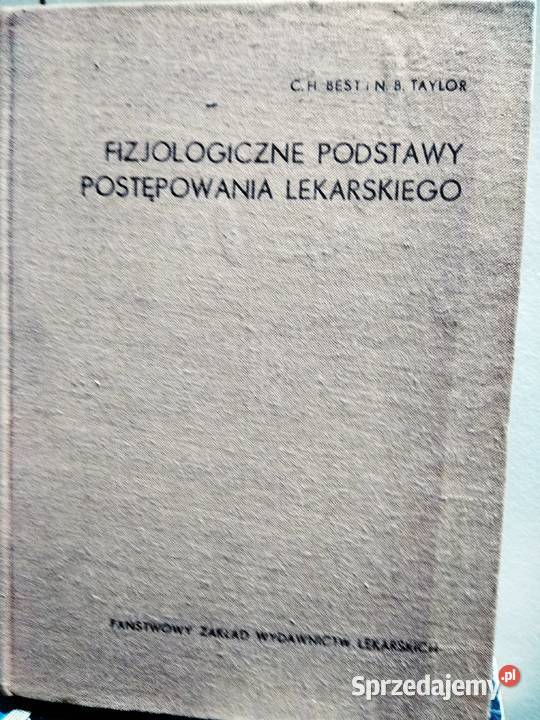 C. H. BEST i N. B. TAYLOR
FIZJOLOGICZNE PODSTAWY
POSTĘPOWANIA LEKARSKIEGO
PAŃSTWOWY ZAKŁAD WYDAWNICTW LEKARSKICH
Sprzedajemy.pl